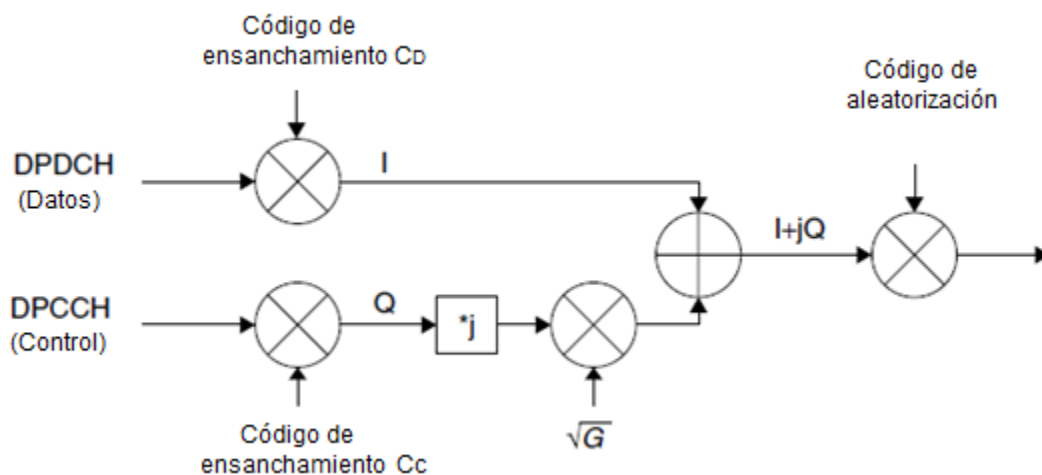 Código de
ensanchamiento CD
Código de
aleatorización
DPDCH
(Datos)
I
I+jQ
DPCCH
(Control)
Q
*j
Código de
ensanchamiento Cc
√G